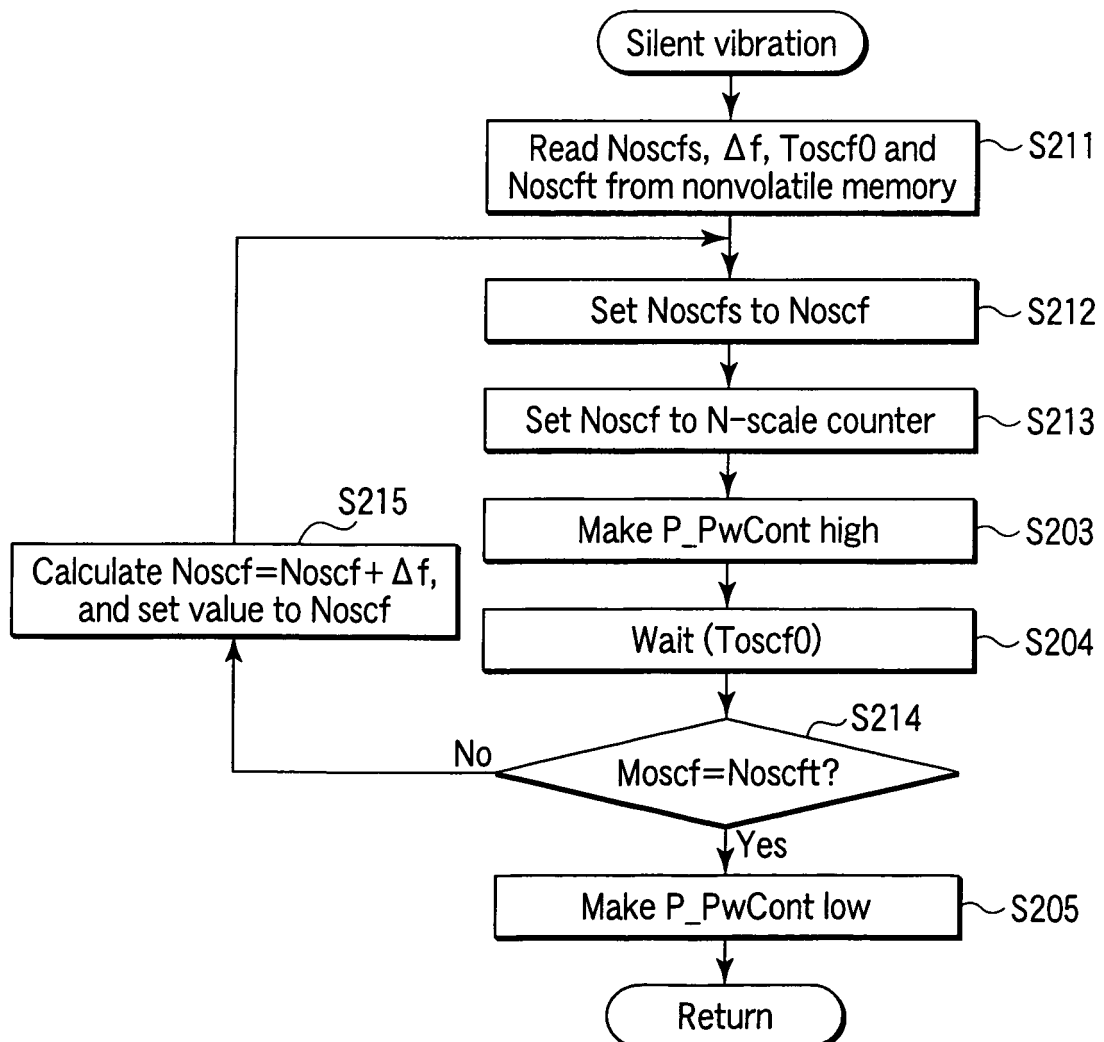 Silent vibration
Read Noscfs, Δf, Toscf0 and
Noscft from nonvolatile memory
S211
Set Noscfs to Noscf
S212
Set Noscf to N-scale counter
S213
Make P_PwCont high
S203
S215
Calculate Noscf=Noscf+Δf,
and set value to Noscf
Wait (Toscf0)
S204
S214
No
Moscf=Noscft?
Yes
Make P_PwCont low
S205
Return